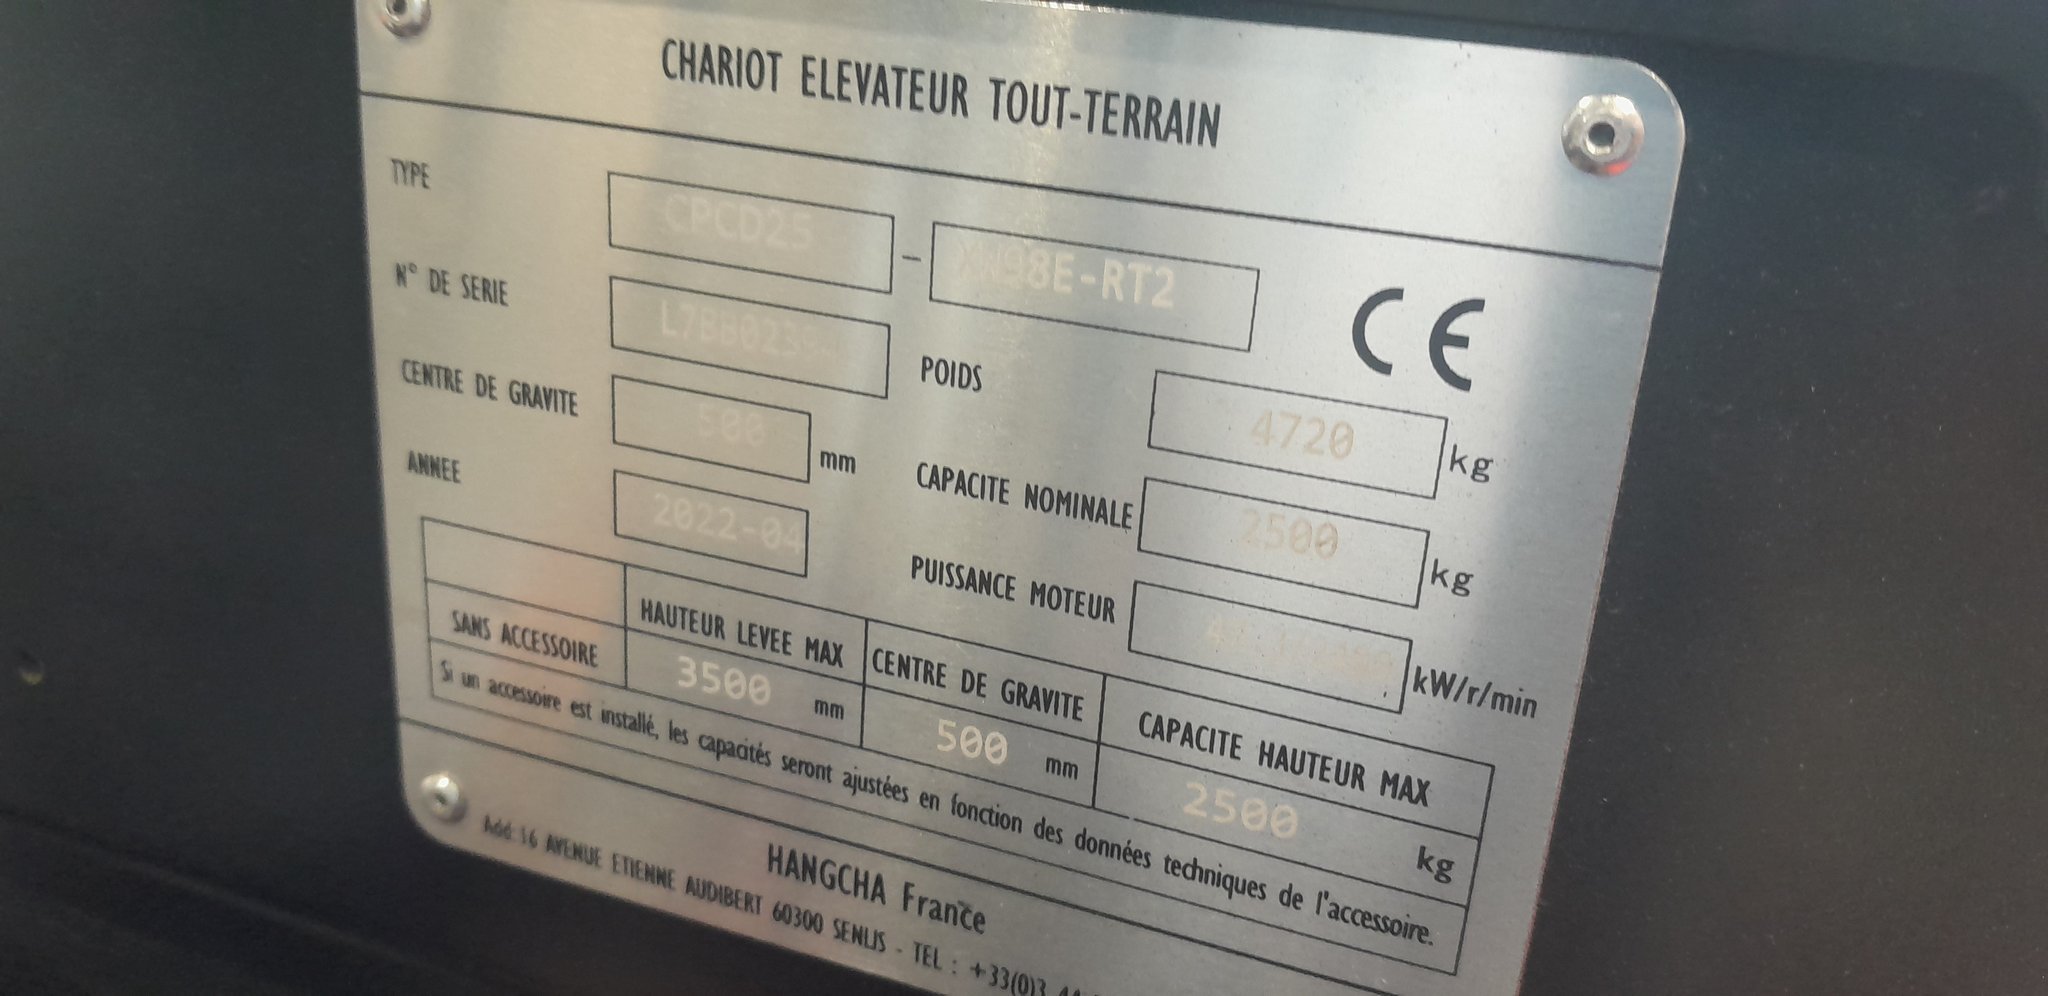 CHARIOT ELEVATEUR TOUT-TERRAIN
TYPE CPCD25 - XW98E-RT2
N° DE SERIE
CE
CENTRE DE GRAVITE 500 mm
POIDS 4720 kg
ANNEE 2022-04
CAPACITE NOMINALE 2500 kg
PUISSANCE MOTEUR kW/r/min
HAUTEUR LEVEE MAX CENTRE DE GRAVITE CAPACITE HAUTEUR MAX
SANS ACCESSOIRE 3500 mm 500 mm 2500 kg
Si un accessoire est installé, les capacités seront ajustées en fonction des données techniques de l'accessoire.
HANGCHA France
Add:16 AVENUE ETIENNE AUDIBERT 60300 SENLIS - TEL : +33(0)3